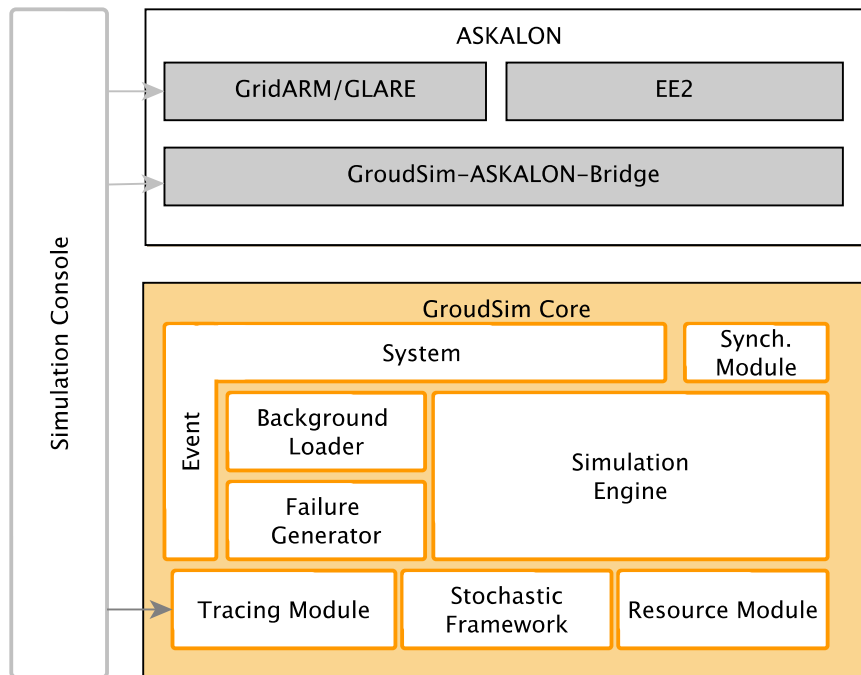 Simulation Console
ASKALON
GridARM/GLARE
EE2
GroudSim-ASKALON-Bridge
GroudSim Core
System
Synch.
Module
Event
Background
Loader
Simulation
Engine
Failure
Generator
Tracing Module
Stochastic
Framework
Resource Module